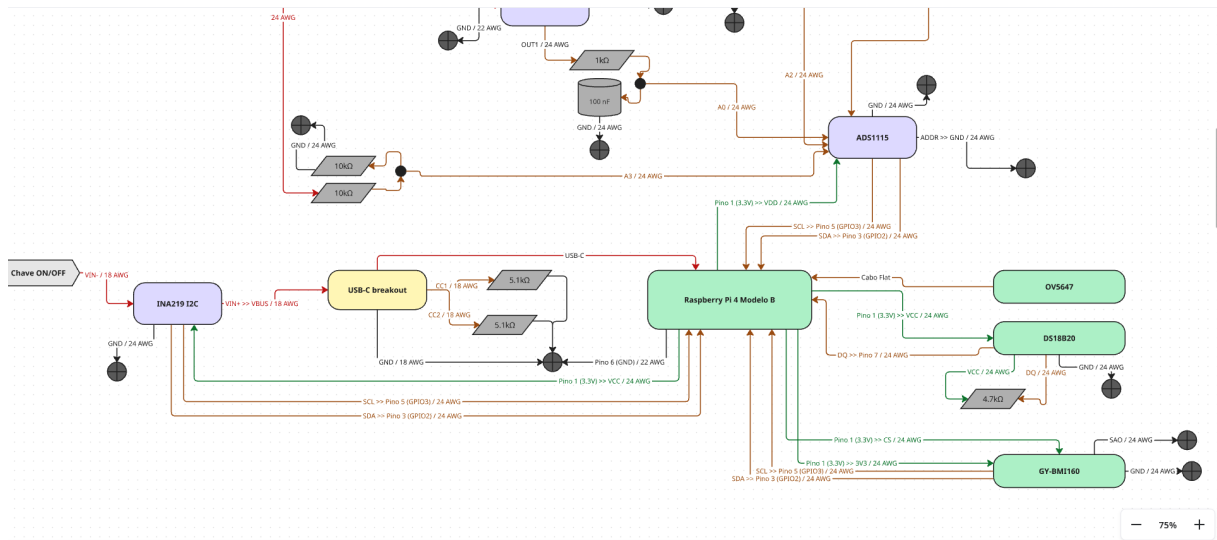 24 AWG
GND / 22 AWG
OUT1 / 24 AWG
1kΩ
A2 / 24 AWG
100 nF
A0 / 24 AWG
GND / 24 AWG
GND / 24 AWG
ADS1115
ADDR >> GND / 24 AWG
GND / 24 AWG
10kΩ
10kΩ
A3 / 24 AWG
Pino 1 (3.3V) >> VDD / 24 AWG
SCL >> Pino 5 (GPIO3) / 24 AWG
SDA >> Pino 3 (GPIO2) / 24 AWG
USB-C
Chave ON/OFF
VIN- / 18 AWG
INA219 I2C
VIN+ >> VBUS / 18 AWG
USB-C breakout
CC1 / 18 AWG
5.1kΩ
CC2 / 18 AWG
5.1kΩ
Raspberry Pi 4 Modelo B
Cabo Flat
OV5647
Pino 1 (3.3V) >> VCC / 24 AWG
DS18B20
GND / 24 AWG
GND / 18 AWG
Pino 6 (GND) / 22 AWG
DQ >> Pino 7 / 24 AWG
GND / 24 AWG
VCC / 24 AWG
DQ / 24 AWG
4.7kΩ
Pino 1 (3.3V) >> VCC / 24 AWG
SCL >> Pino 5 (GPIO3) / 24 AWG
SDA >> Pino 3 (GPIO2) / 24 AWG
Pino 1 (3.3V) >> CS / 24 AWG
SAO / 24 AWG
Pino 1 (3.3V) >> 3V3 / 24 AWG
SCL >> Pino 5 (GPIO3) / 24 AWG
SDA >> Pino 3 (GPIO2) / 24 AWG
GY-BMI160
GND / 24 AWG
75%